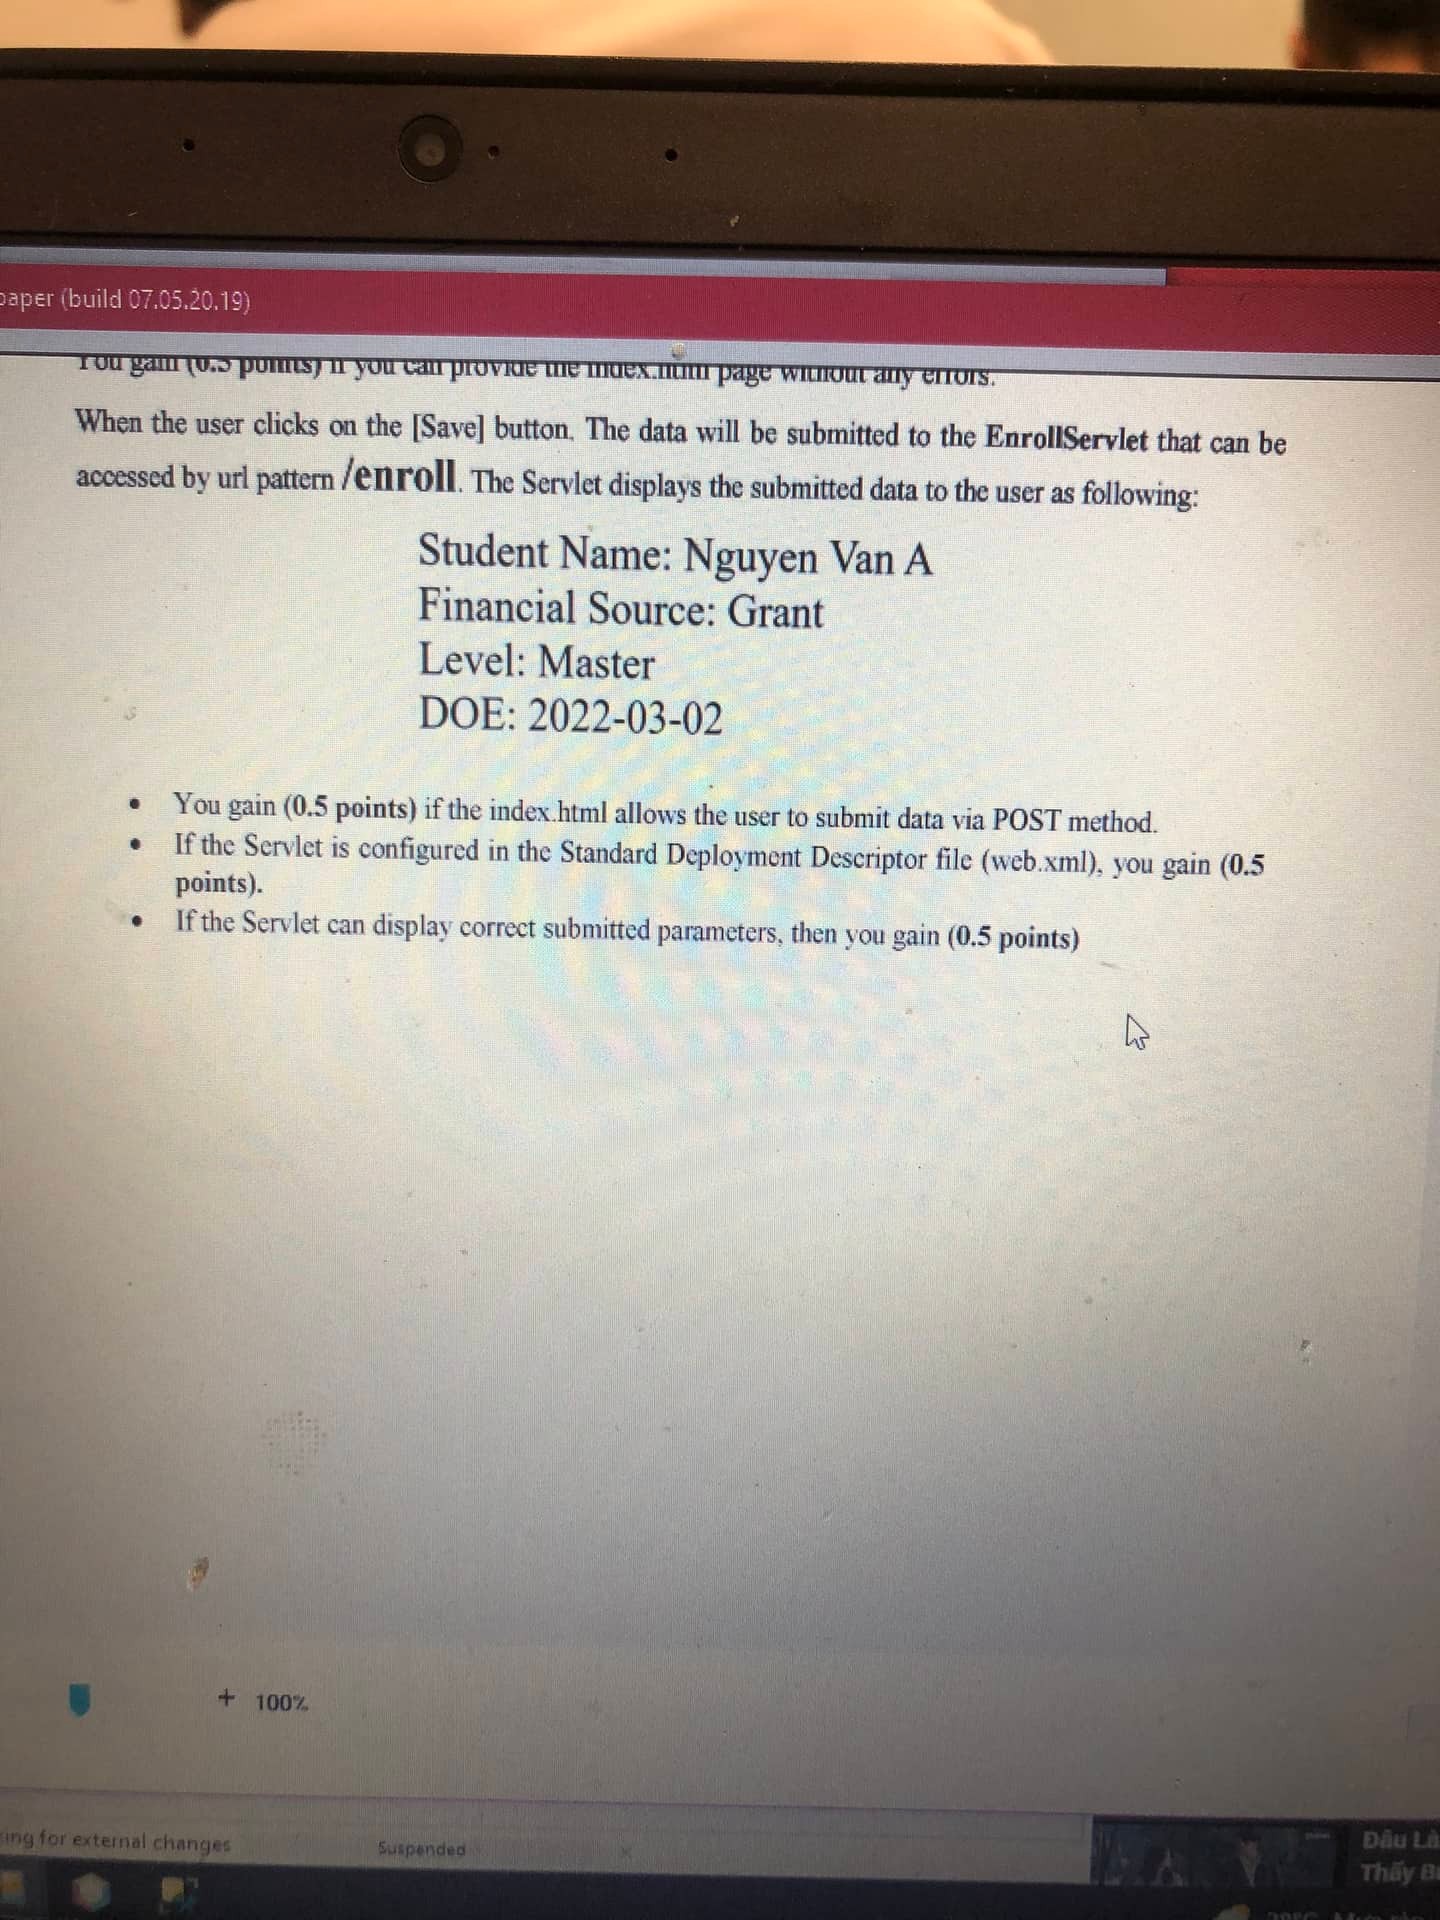 paper (build 07.05.20.19)
You gain (0.5 points) if you can provide the index.html page without any errors.
When the user clicks on the [Save] button. The data will be submitted to the EnrollServlet that can be
accessed by url pattern /enroll. The Servlet displays the submitted data to the user as following:
Student Name: Nguyen Van A
Financial Source: Grant
Level: Master
DOE: 2022-03-02
• You gain (0.5 points) if the index.html allows the user to submit data via POST method.
• If the Servlet is configured in the Standard Deployment Descriptor file (web.xml), you gain (0.5
points).
• If the Servlet can display correct submitted parameters, then you gain (0.5 points)
+ 100%
ing for external changes
Suspended
Đâu Là
Thấy